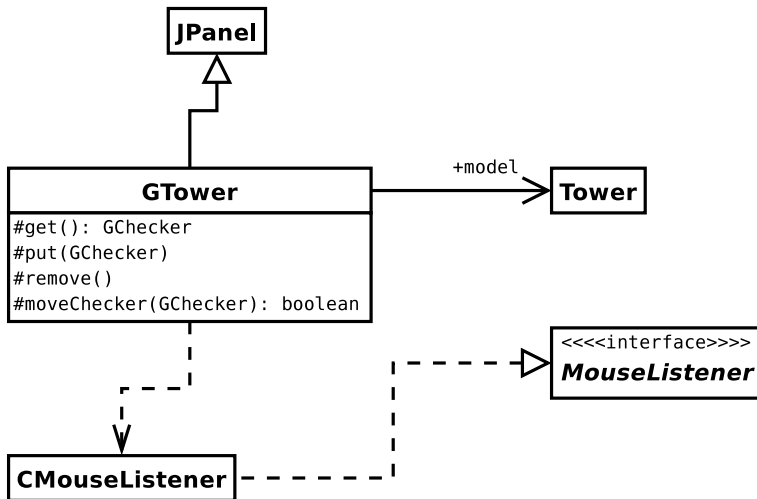 JPanel
GTower
#get(): GChecker
#put(GChecker)
#remove()
#moveChecker(GChecker): boolean
+model
Tower
<<<<interface>>>>
MouseListener
CMouseListener